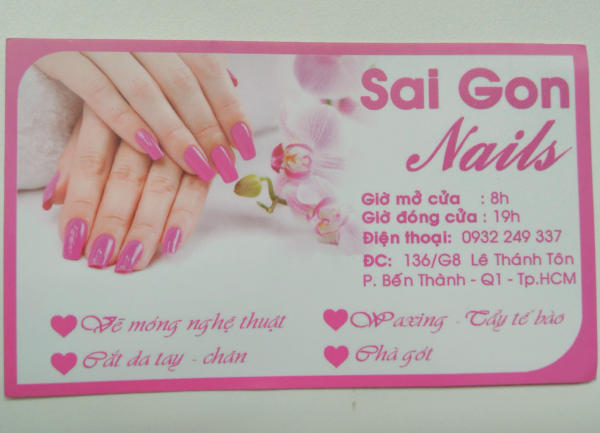 Sai Gon
Nails
Giờ mở cửa : 8h
Giờ đóng cửa : 19h
Điện thoại: 0932 249 337
ĐC: 136/G8 Lê Thánh Tôn
P. Bến Thành - Q1 - Tp.HCM
Vẽ móng nghệ thuật
Waxing - Tẩy tế bào
Cắt da tay - chân
Chà gót